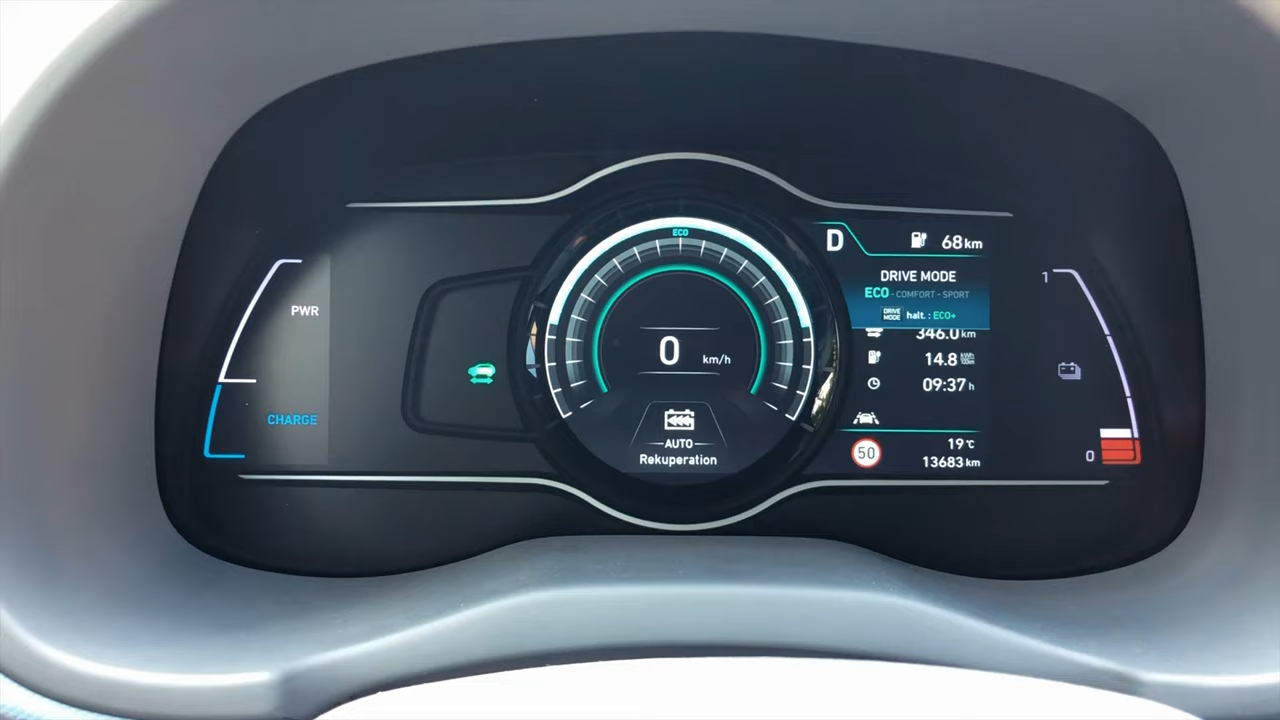 ECO
D 68 km
DRIVE MODE
ECO - COMFORT - SPORT
DRIVE MODE halt. : ECO+
346.0 km
14.8 kWh/100km
09:37 h
50
19 °C
13683 km
PWR
CHARGE
0 km/h
AUTO
Rekuperation
1
0